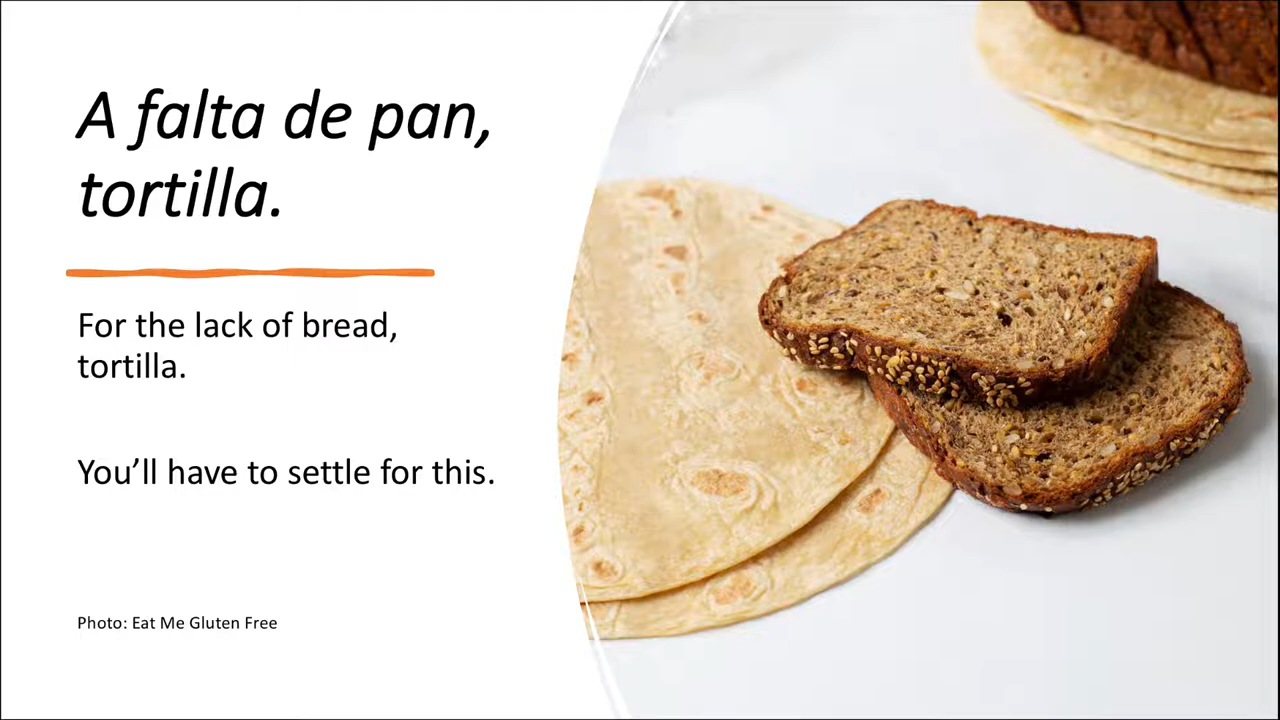 A falta de pan,
tortilla.
For the lack of bread,
tortilla.
You’ll have to settle for this.
Photo: Eat Me Gluten Free